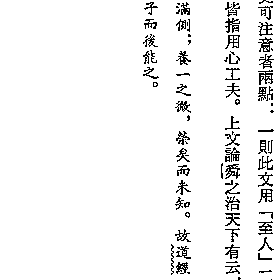 可注意者兩點：一則此文用「至人」一
皆指用心工夫。上文論舜之治天下有云，
滿側；養一之微，榮矣而未知。故道經
子而後能之。